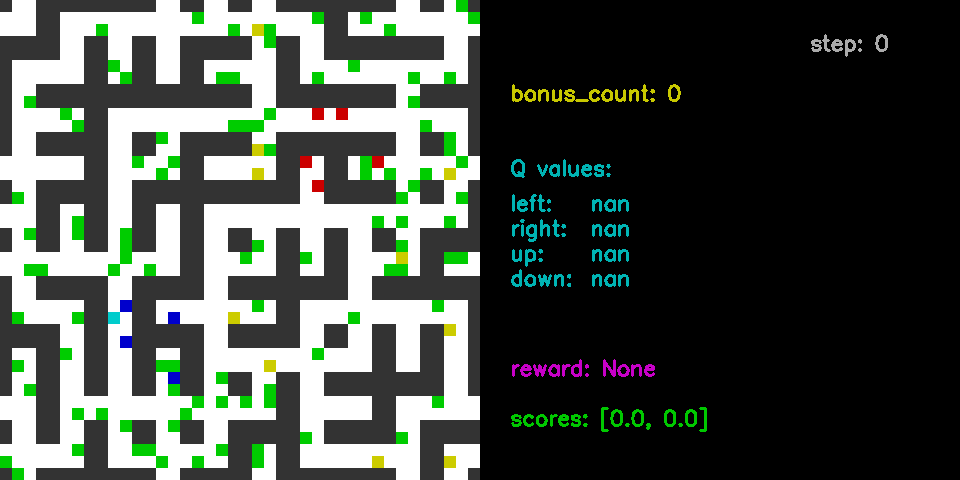 step: 0
bonus_count: 0
Q values:
left: nan
right: nan
up: nan
down: nan
reward: None
scores: [0.0, 0.0]